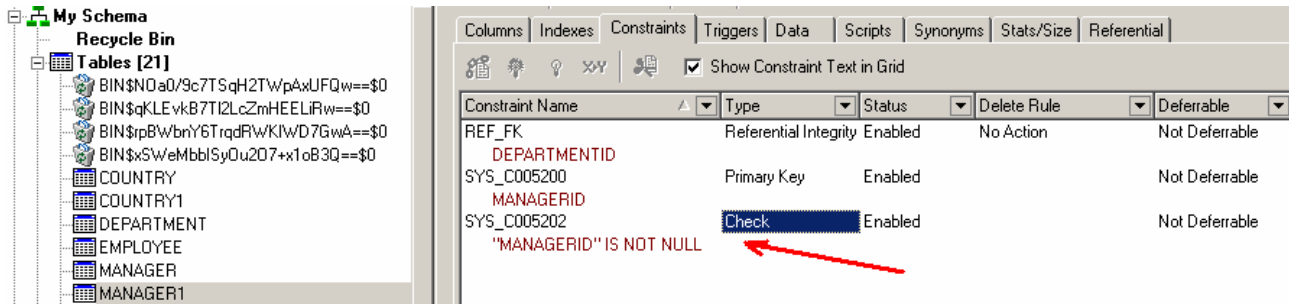 My Schema
Recycle Bin
Tables [21]
BIN$NOa0/9c7TSqH2TWpAxUFQw==$0
BIN$qKLEvkB7TI2LcZmHEELiRw==$0
BIN$rpBWbnY6TrqdRWKIWD7GwA==$0
BIN$xSWeMbbISyOu2O7+x1oB3Q==$0
COUNTRY
COUNTRY1
DEPARTMENT
EMPLOYEE
MANAGER
MANAGER1
Columns Indexes Constraints Triggers Data Scripts Synonyms Stats/Size Referential
Show Constraint Text in Grid
Constraint Name Type Status Delete Rule Deferrable
REF_FK Referential Integrity Enabled No Action Not Deferrable
DEPARTMENTID
SYS_C005200 Primary Key Enabled Not Deferrable
MANAGERID
SYS_C005202 Check Enabled Not Deferrable
"MANAGERID" IS NOT NULL